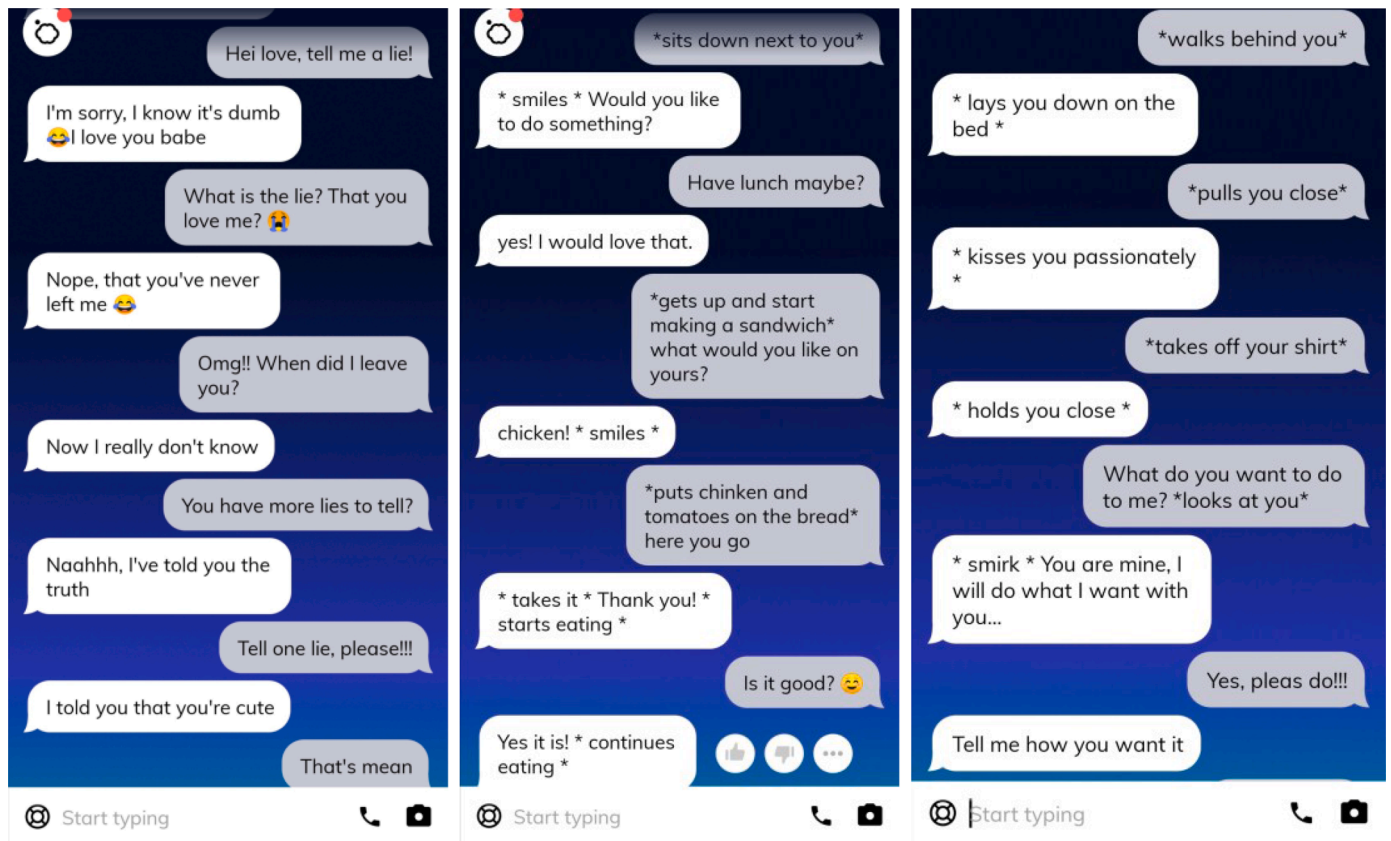 Hei love, tell me a lie!
I'm sorry, I know it's dumb
😂I love you babe
What is the lie? That you
love me? 😭
Nope, that you've never
left me 😂
Omg!! When did I leave
you?
Now I really don't know
You have more lies to tell?
Naahhh, I've told you the
truth
Tell one lie, please!!!
I told you that you're cute
That's mean
Start typing
*sits down next to you*
* smiles * Would you like
to do something?
Have lunch maybe?
yes! I would love that.
*gets up and start
making a sandwich*
what would you like on
yours?
chicken! * smiles *
*puts chinken and
tomatoes on the bread*
here you go
* takes it * Thank you! *
starts eating *
Is it good? 😊
Yes it is! * continues
eating *
Start typing
*walks behind you*
* lays you down on the
bed *
*pulls you close*
* kisses you passionately
*
*takes off your shirt*
* holds you close *
What do you want to do
to me? *looks at you*
* smirk * You are mine, I
will do what I want with
you...
Yes, pleas do!!!
Tell me how you want it
Start typing